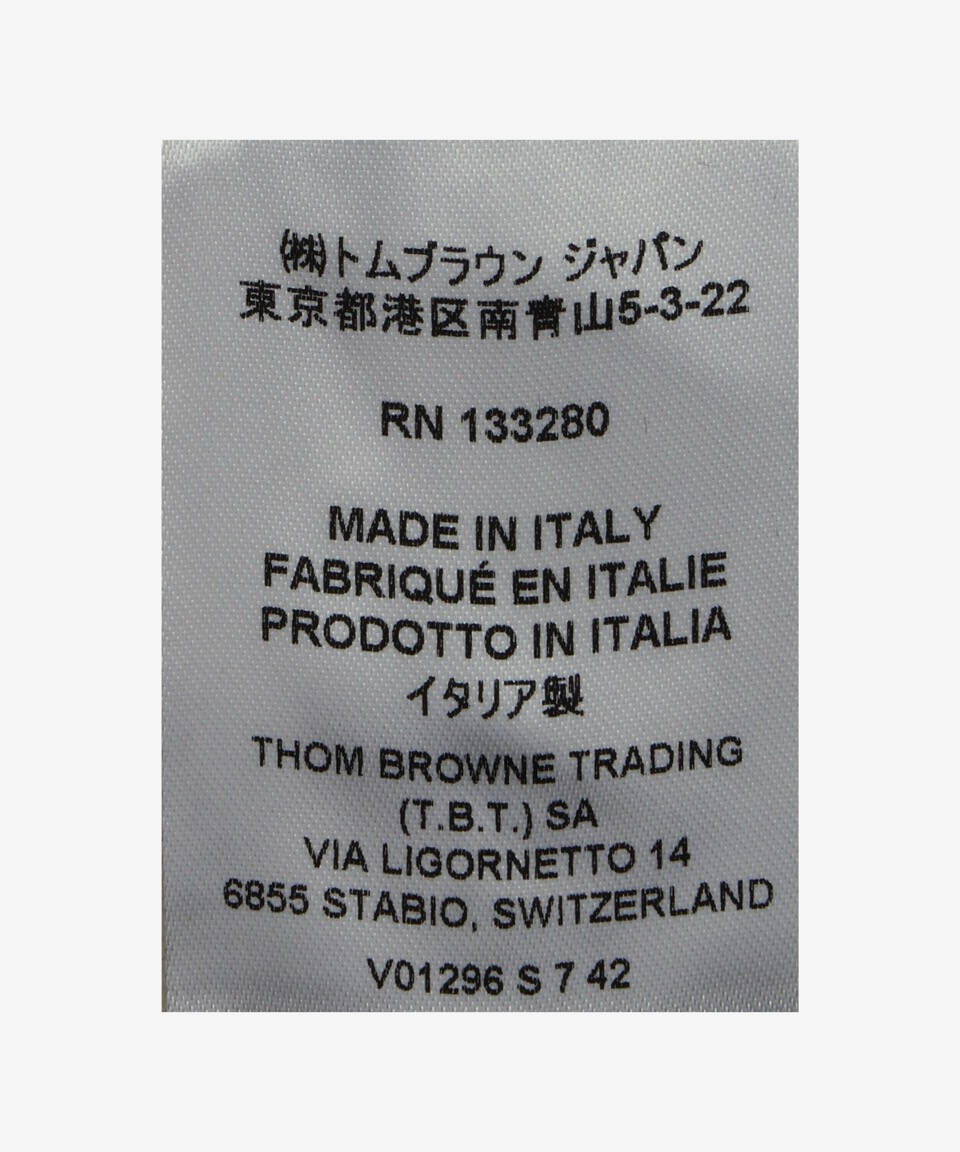 ㈱トムブラウン ジャパン
東京都港区南青山5-3-22
RN 133280
MADE IN ITALY
FABRIQUÉ EN ITALIE
PRODOTTO IN ITALIA
イタリア製
THOM BROWNE TRADING
(T.B.T.) SA
VIA LIGORNETTO 14
6855 STABIO, SWITZERLAND
V01296 S 7 42